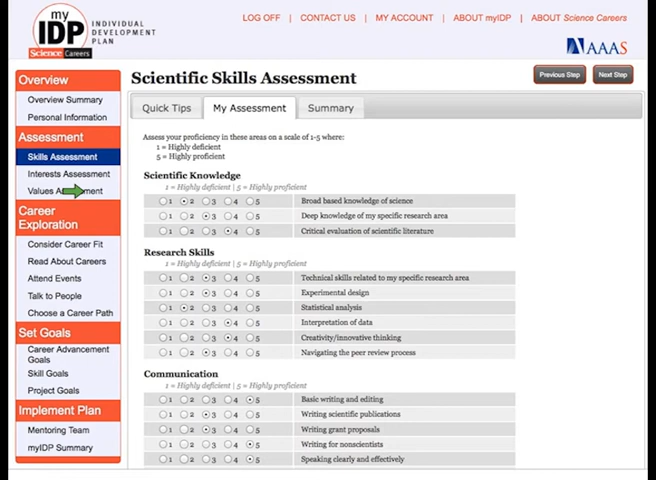 my
IDP
INDIVIDUAL
DEVELOPMENT
PLAN
ScienceCareers
LOG OFF | CONTACT US | MY ACCOUNT | ABOUT myIDP | ABOUT Science Careers
AAAS
Overview
Overview Summary
Personal Information
Assessment
Skills Assessment
Interests Assessment
Values A
ment
Career
Exploration
Consider Career Fit
Read About Careers
Attend Events
Talk to People
Choose a Career Path
Set Goals
Career Advancement
Goals
Skill Goals
Project Goals
Implement Plan
Mentoring Team
myIDP Summary
Scientific Skills Assessment
Previous Step
Next Step
Quick Tips
My Assessment
Summary
Assess your proficiency in these areas on a scale of 1-5 where:
1 = Highly deficient
5 = Highly proficient
Scientific Knowledge
1 = Highly deficient | 5 = Highly proficient
1 2 3 4 5 Broad based knowledge of science
1 2 3 4 5 Deep knowledge of my specific research area
1 2 3 4 5 Critical evaluation of scientific literature
Research Skills
1 = Highly deficient | 5 = Highly proficient
1 2 3 4 5 Technical skills related to my specific research area
1 2 3 4 5 Experimental design
1 2 3 4 5 Statistical analysis
1 2 3 4 5 Interpretation of data
1 2 3 4 5 Creativity/innovative thinking
1 2 3 4 5 Navigating the peer review process
Communication
1 = Highly deficient | 5 = Highly proficient
1 2 3 4 5 Basic writing and editing
1 2 3 4 5 Writing scientific publications
1 2 3 4 5 Writing grant proposals
1 2 3 4 5 Writing for nonscientists
1 2 3 4 5 Speaking clearly and effectively